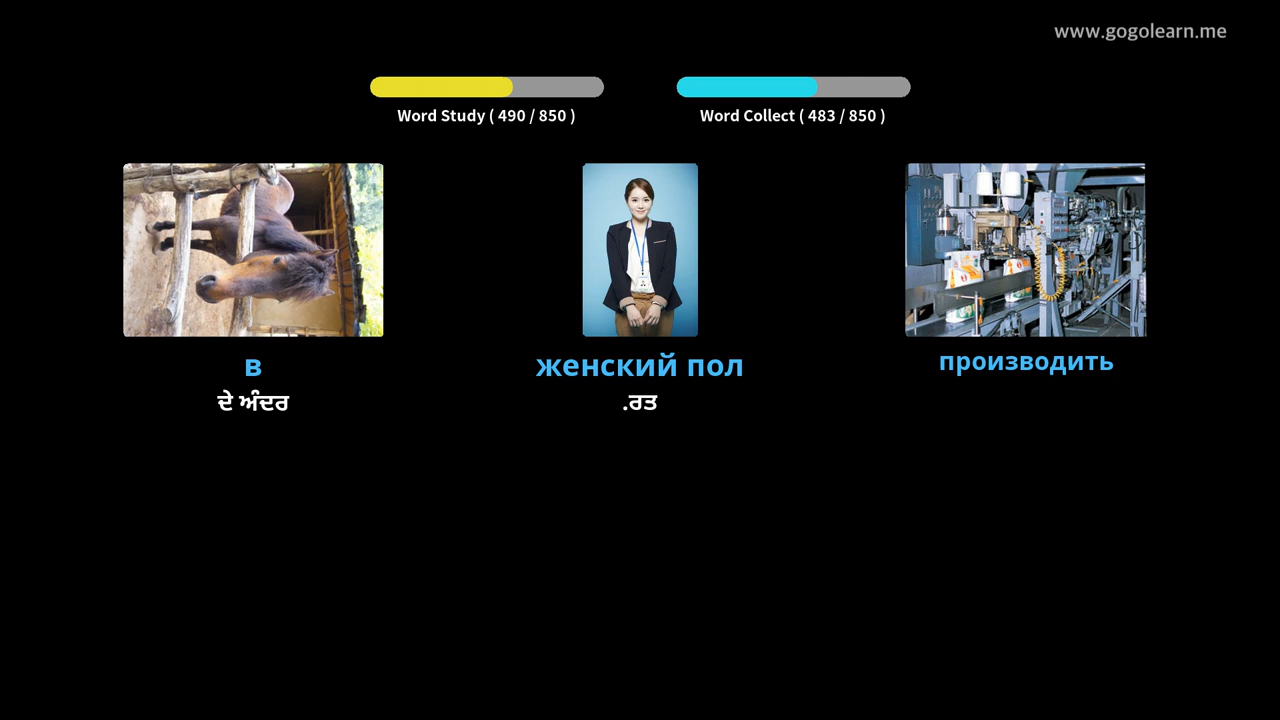 www.gogolearn.me
Word Study ( 490 / 850 )
Word Collect ( 483 / 850 )
в
ਦੇ ਅੰਦਰ
женский пол
.ਰਤ
производить